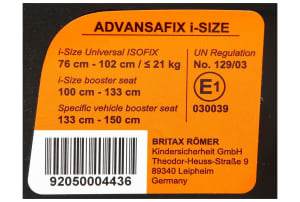 ADVANSAFIX i-SIZE
i-Size Universal ISOFIX
76 cm - 102 cm / ≤ 21 kg
i-Size booster seat
100 cm - 133 cm
Specific vehicle booster seat
133 cm - 150 cm
UN Regulation
No. 129/03
E1
030039
92050004436
BRITAX RÖMER
Kindersicherheit GmbH
Theodor-Heuss-Straße 9
89340 Leipheim
Germany